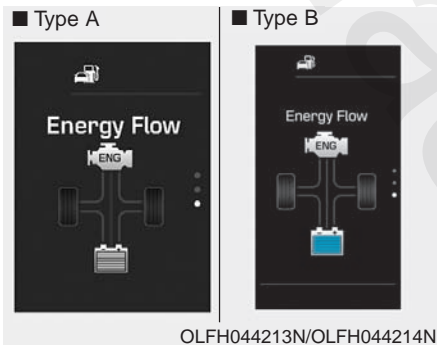 ■ Type A
■ Type B
Energy Flow
ENG
Energy Flow
ENG
OLFH044213N/OLFH044214N